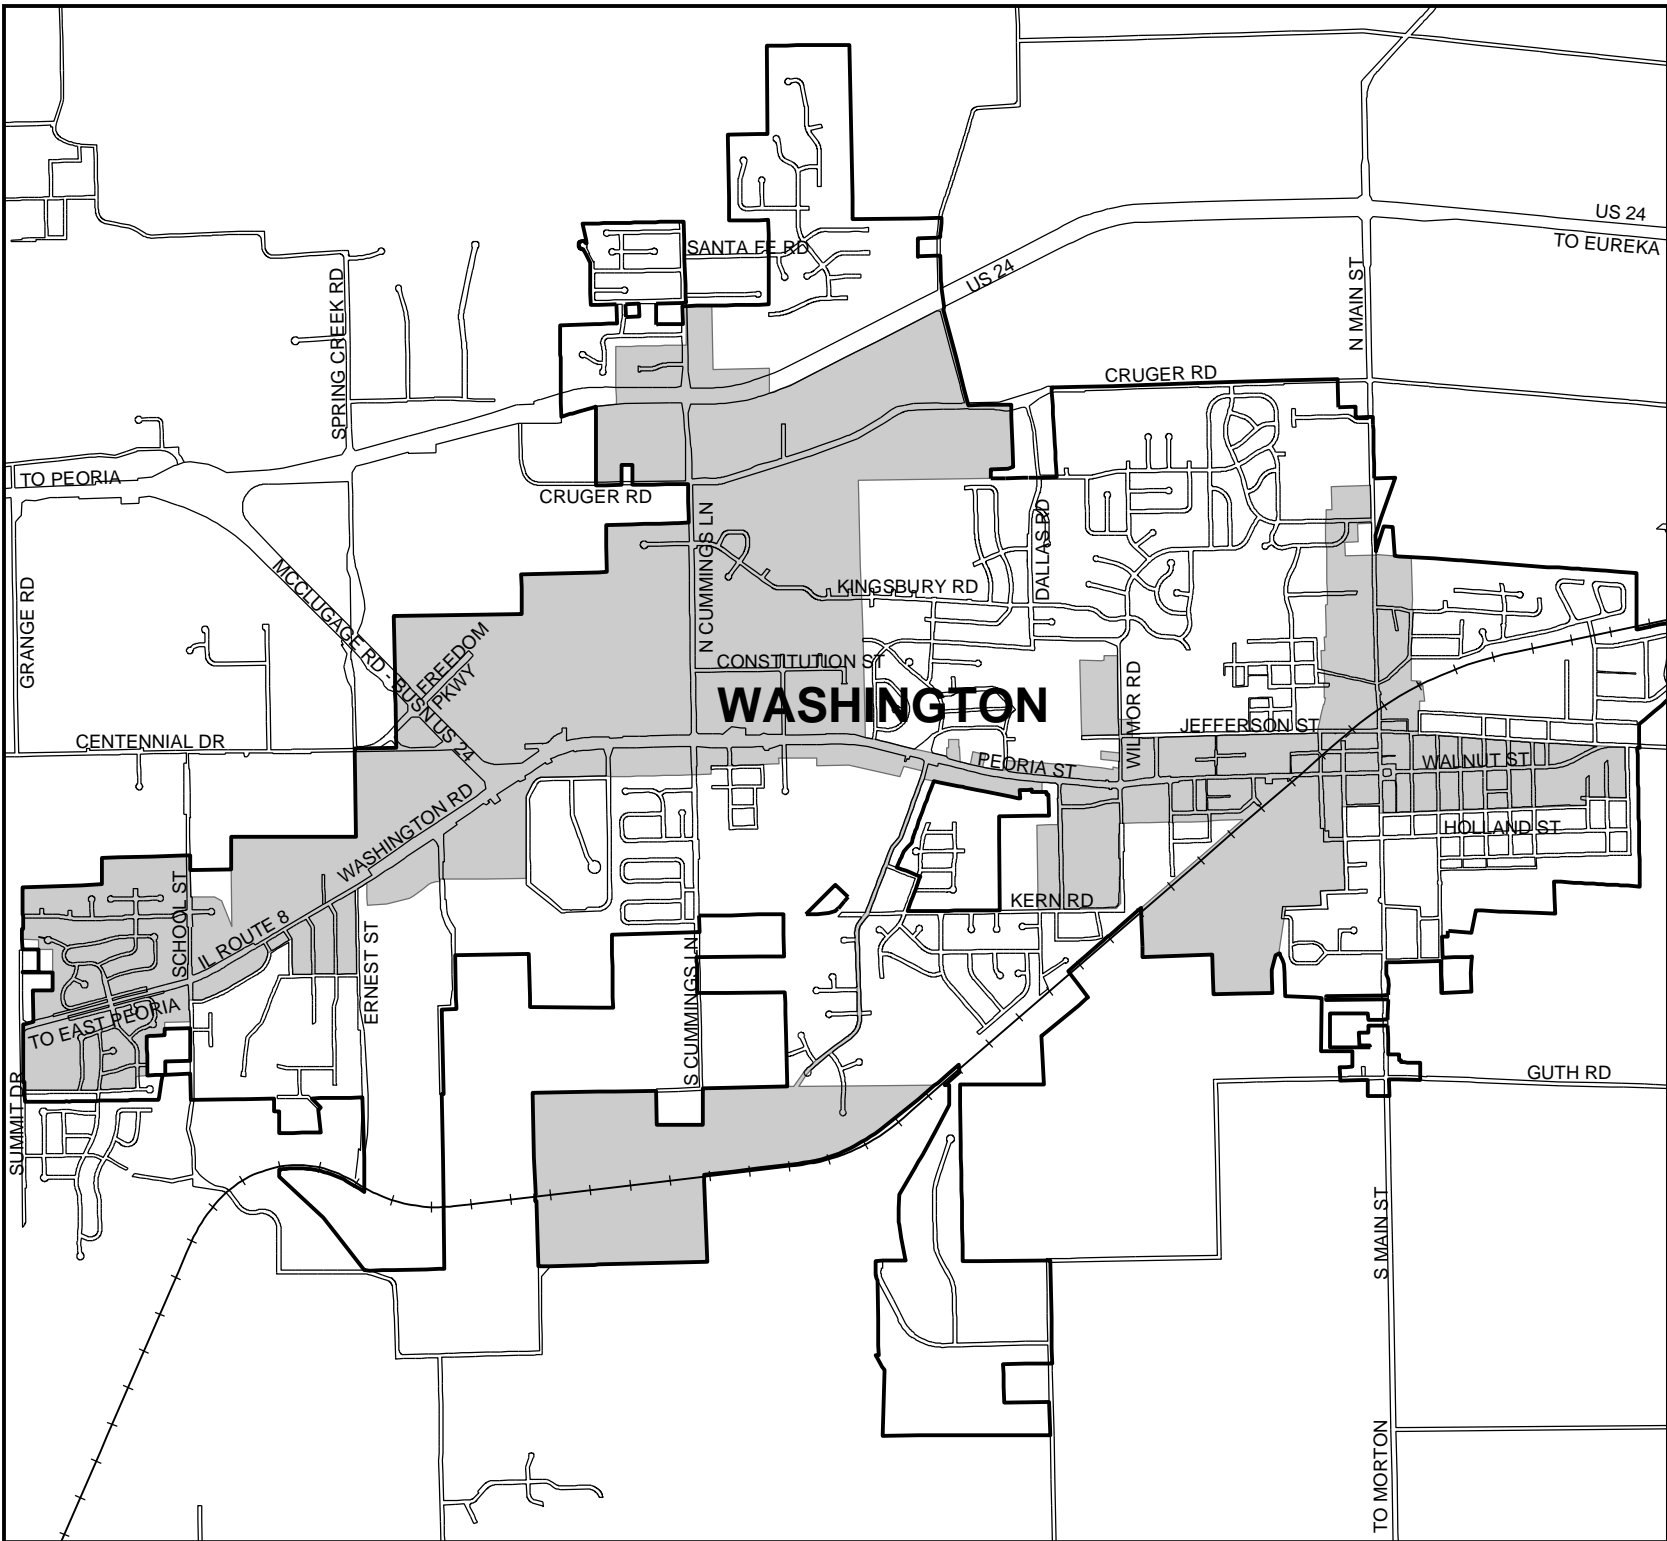 US 24
TO EUREKA
SANTA FE RD
US 24
N MAIN ST
SPRING CREEK RD
CRUGER RD
TO PEORIA
CRUGER RD
N CUMMINGS LN
DALLAS RD
MCCLUGAGE RD - BUSN US 24
GRANGE RD
KINGSBURY RD
FREEDOM
PKWY
CONSTITUTION ST
WILMOR RD
WASHINGTON
JEFFERSON ST
CENTENNIAL DR
PEORIA ST
WALNUT ST
WASHINGTON RD
HOLLAND ST
SCHOOL ST
KERN RD
IL ROUTE 8
ERNEST ST
S CUMMINGS LN
TO EAST PEORIA
SUMMIT DR
GUTH RD
S MAIN ST
TO MORTON